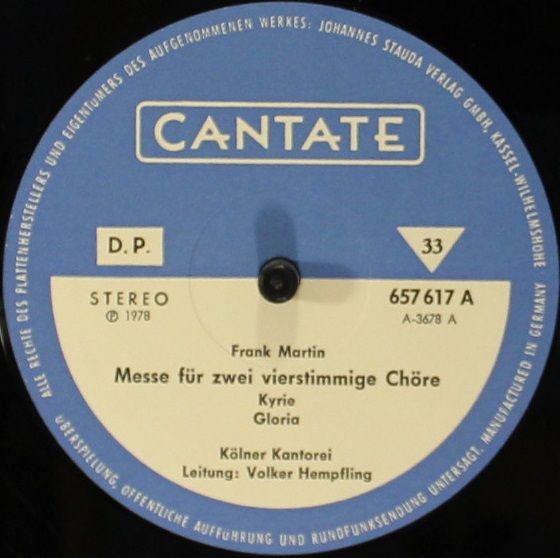 ALLE RECHTE DES PLATTENHERSTELLERS UND EIGENTUMERS DES AUFGENOMMENEN WERKES: JOHANNES STAUDA VERLAG GMBH, KASSEL-WILHELMSHOHE
CANTATE
D.P.
33
STEREO
℗ 1978
657 617 A
A-3678 A
Frank Martin
Messe für zwei vierstimmige Chöre
Kyrie
Gloria
Kölner Kantorei
Leitung: Volker Hempfling
ÜBERSPIELUNG, ÖFFENTLICHE AUFFÜHRUNG UND RUNDFUNKSENDUNG UNTERSAGT. MANUFACTURED IN GERMANY